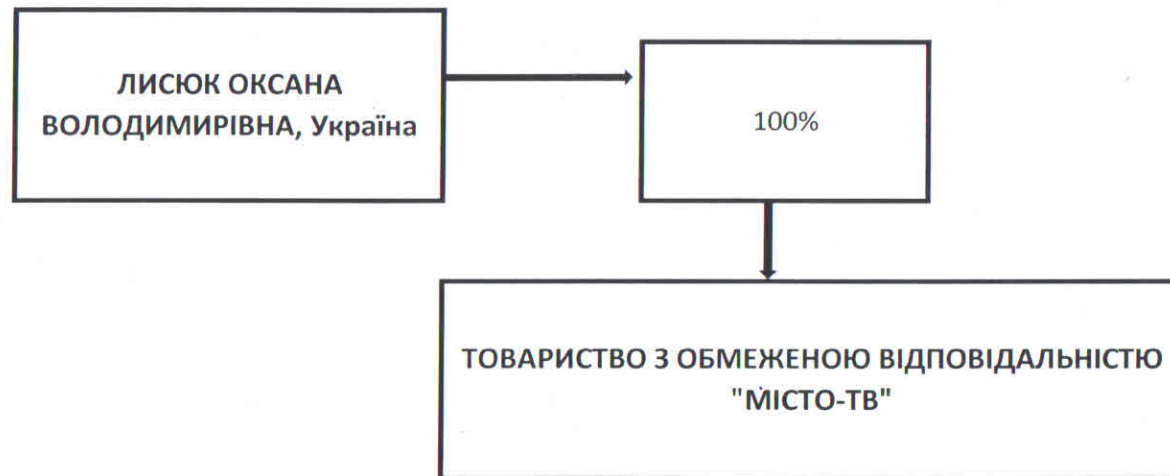 ЛИСЮК ОКСАНА
ВОЛОДИМИРІВНА, Україна
100%
ТОВАРИСТВО З ОБМЕЖЕНОЮ ВІДПОВІДАЛЬНІСТЮ
"МІСТО-ТВ"